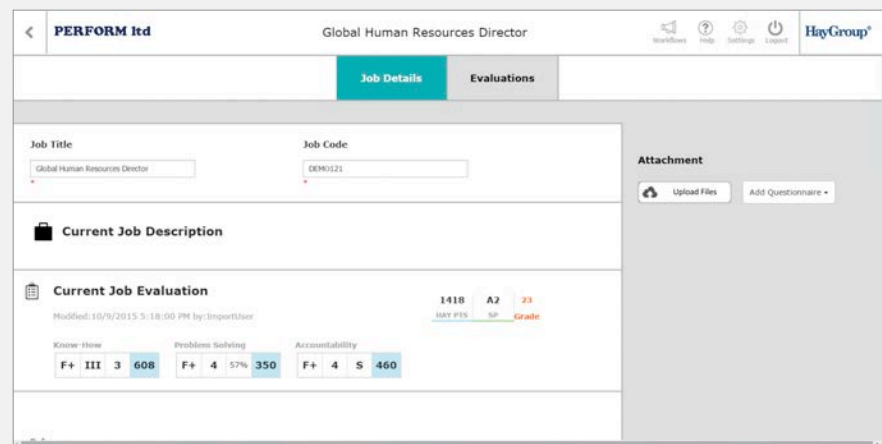 PERFORM ltd
Global Human Resources Director
Workflows Help Settings Logout
HayGroup®
Job Details Evaluations
Job Title Job Code
Global Human Resources Director DEM0121
* *
Attachment
Upload Files Add Questionnaire
Current Job Description
Current Job Evaluation
Modified:10/9/2015 5:18:00 PM by:ImportUser
1418 A2 23
HAY PTS SP Grade
Know-How Problem Solving Accountability
F+ III 3 608 F+ 4 57% 350 F+ 4 S 460